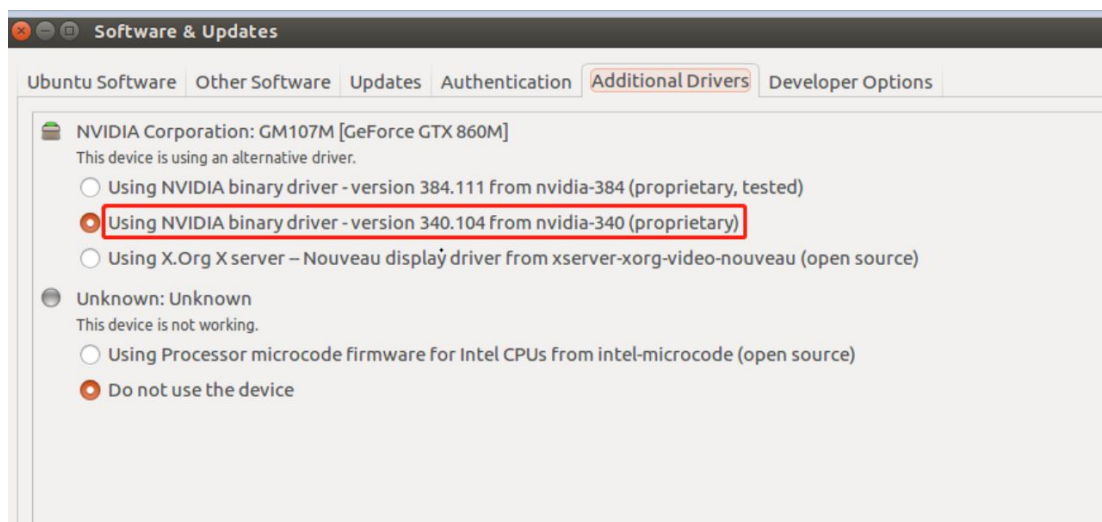 Software & Updates
Ubuntu Software Other Software Updates Authentication Additional Drivers Developer Options
NVIDIA Corporation: GM107M [GeForce GTX 860M]
This device is using an alternative driver.
Using NVIDIA binary driver - version 384.111 from nvidia-384 (proprietary, tested)
Using NVIDIA binary driver - version 340.104 from nvidia-340 (proprietary)
Using X.Org X server – Nouveau display driver from xserver-xorg-video-nouveau (open source)
Unknown: Unknown
This device is not working.
Using Processor microcode firmware for Intel CPUs from intel-microcode (open source)
Do not use the device